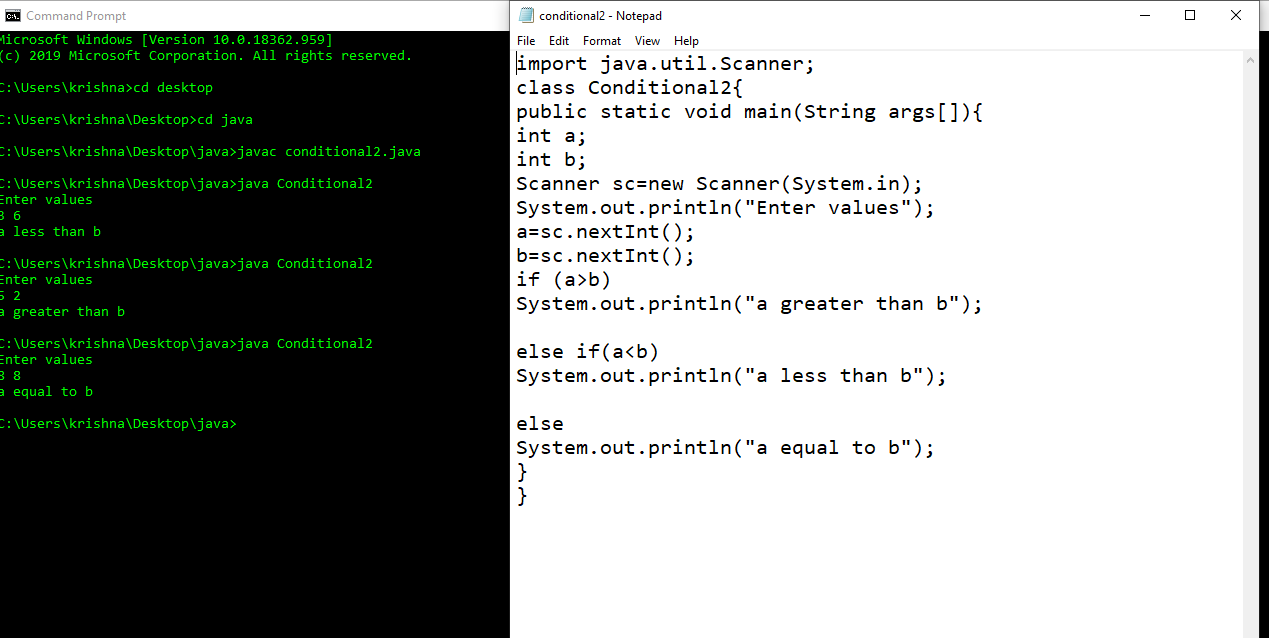 Command Prompt
Microsoft Windows [Version 10.0.18362.959]
(c) 2019 Microsoft Corporation. All rights reserved.
C:\Users\krishna>cd desktop
C:\Users\krishna\Desktop>cd java
C:\Users\krishna\Desktop\java>javac conditional2.java
C:\Users\krishna\Desktop\java>java Conditional2
Enter values
3 6
a less than b
C:\Users\krishna\Desktop\java>java Conditional2
Enter values
5 2
a greater than b
C:\Users\krishna\Desktop\java>java Conditional2
Enter values
8 8
a equal to b
C:\Users\krishna\Desktop\java>
conditional2 - Notepad
File Edit Format View Help
import java.util.Scanner;
class Conditional2{
public static void main(String args[]){
int a;
int b;
Scanner sc=new Scanner(System.in);
System.out.println("Enter values");
a=sc.nextInt();
b=sc.nextInt();
if (a>b)
System.out.println("a greater than b");
else if(a<b)
System.out.println("a less than b");
else
System.out.println("a equal to b");
}
}